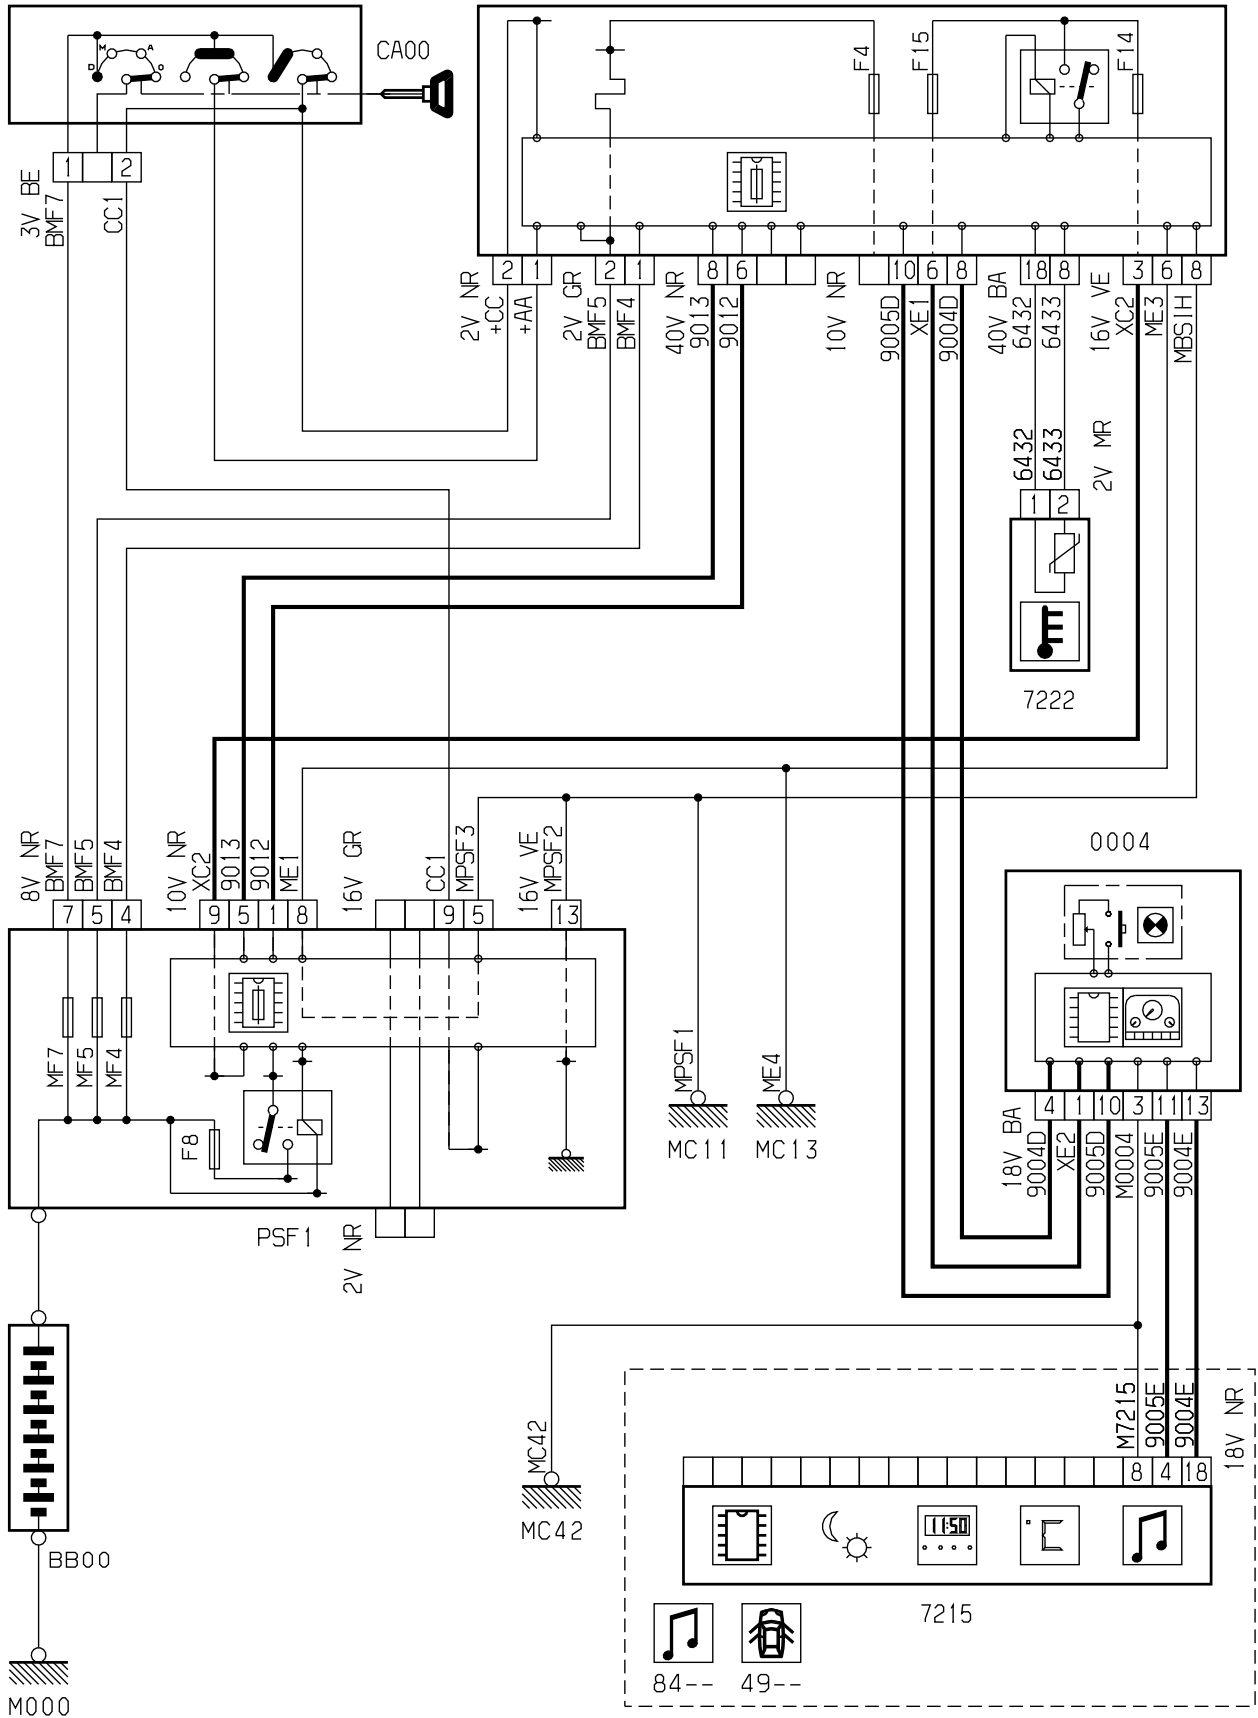 CA00
M A
D O
F4
F15
F14
1 2
3V BE
BMF7
CC1
2 1 2 1 8 6 10 6 8 18 8 3 6 8
2V NR
+CC
+AA
2V GR
BMF5
BMF4
40V NR
9013
9012
10V NR
9005D
XE1
9004D
40V BA
6432
6433
16V VE
XC2
ME3
MBS1H
6432
6433
2V MR
1 2
7222
8V NR
BMF7
BMF5
BMF4
10V NR
XC2
9013
9012
ME1
16V GR
CC1
MPSF3
16V VE
MPSF2
7 5 4 9 5 1 8 9 5 13
0004
MF7
MF5
MF4
F8
MPSF1
ME4
MC11
MC13
4 1 10 3 11 13
18V BA
9004D
XE2
9005D
M0004
9005E
9004E
PSF1
2V NR
MC42
MC42
M7215
9005E
9004E
18V NR
8 4 18
11:50
°C
7215
BB00
84--
49--
M000